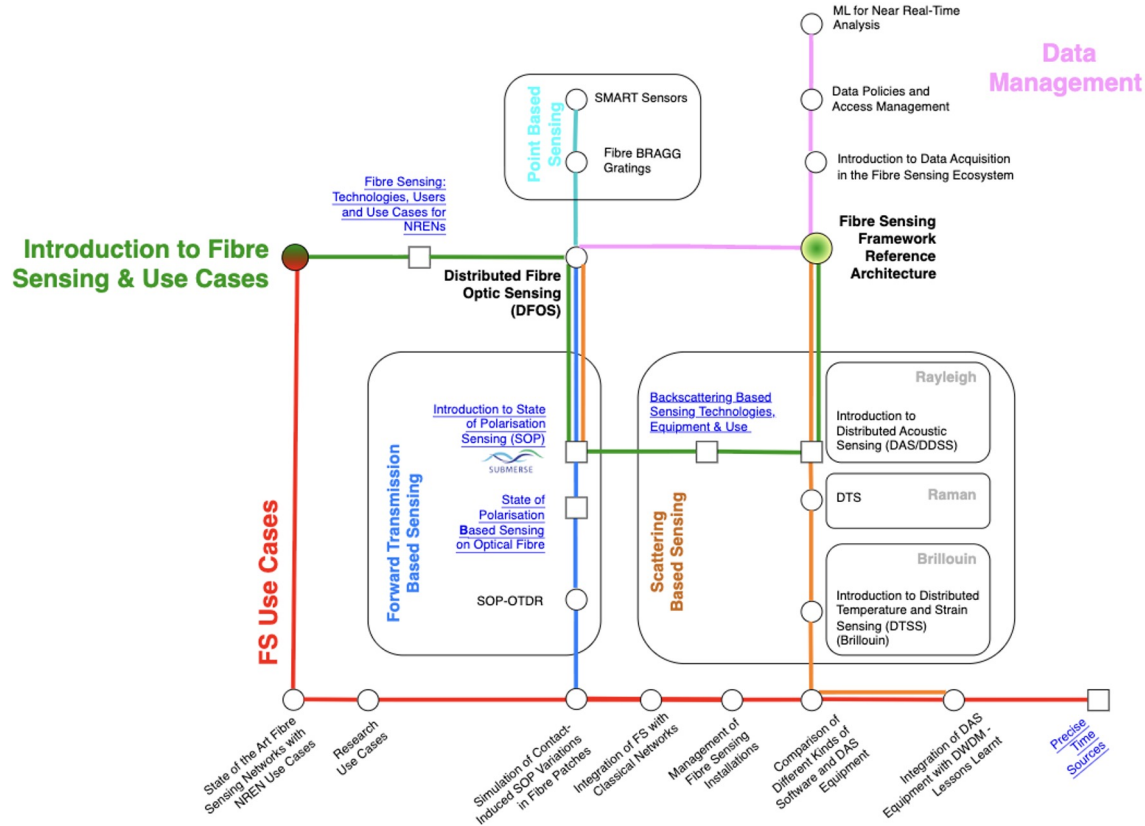 ML for Near Real-Time
Analysis
Data
Management
Data Policies and
Access Management
SMART Sensors
Point Based
Sensing
Fibre BRAGG
Gratings
Introduction to Data Acquisition
in the Fibre Sensing Ecosystem
Fibre Sensing:
Technologies, Users
and Use Cases for
NRENs
Introduction to Fibre
Sensing & Use Cases
Fibre Sensing
Framework
Reference
Architecture
Distributed Fibre
Optic Sensing
(DFOS)
Forward Transmission
Based Sensing
Introduction to State
of Polarisation
Sensing (SOP)
SUBMERSE
State of
Polarisation
Based Sensing
on Optical Fibre
SOP-OTDR
Backscattering Based
Sensing Technologies,
Equipment & Use
Scattering
Based Sensing
Rayleigh
Introduction to
Distributed Acoustic
Sensing (DAS/DDSS)
DTS
Raman
Brillouin
Introduction to Distributed
Temperature and Strain
Sensing (DTSS)
(Brillouin)
FS Use Cases
State of the Art Fibre
Sensing Networks with
NREN Use Cases
Research
Use Cases
Simulation of Contact-
Induced SOP Variations
in Fibre Patches
Integration of FS with
Classical Networks
Management of
Fibre Sensing
Installations
Comparison of
Different Kinds of
Software and DAS
Equipment
Integration of DAS
Equipment with DWDM -
Lessons Learnt
Precise
Time
Sources